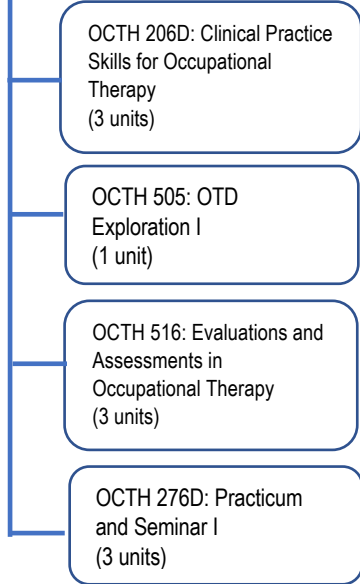 OCTH 206D: Clinical Practice
Skills for Occupational
Therapy
(3 units)
OCTH 505: OTD
Exploration I
(1 unit)
OCTH 516: Evaluations and
Assessments in
Occupational Therapy
(3 units)
OCTH 276D: Practicum
and Seminar I
(3 units)